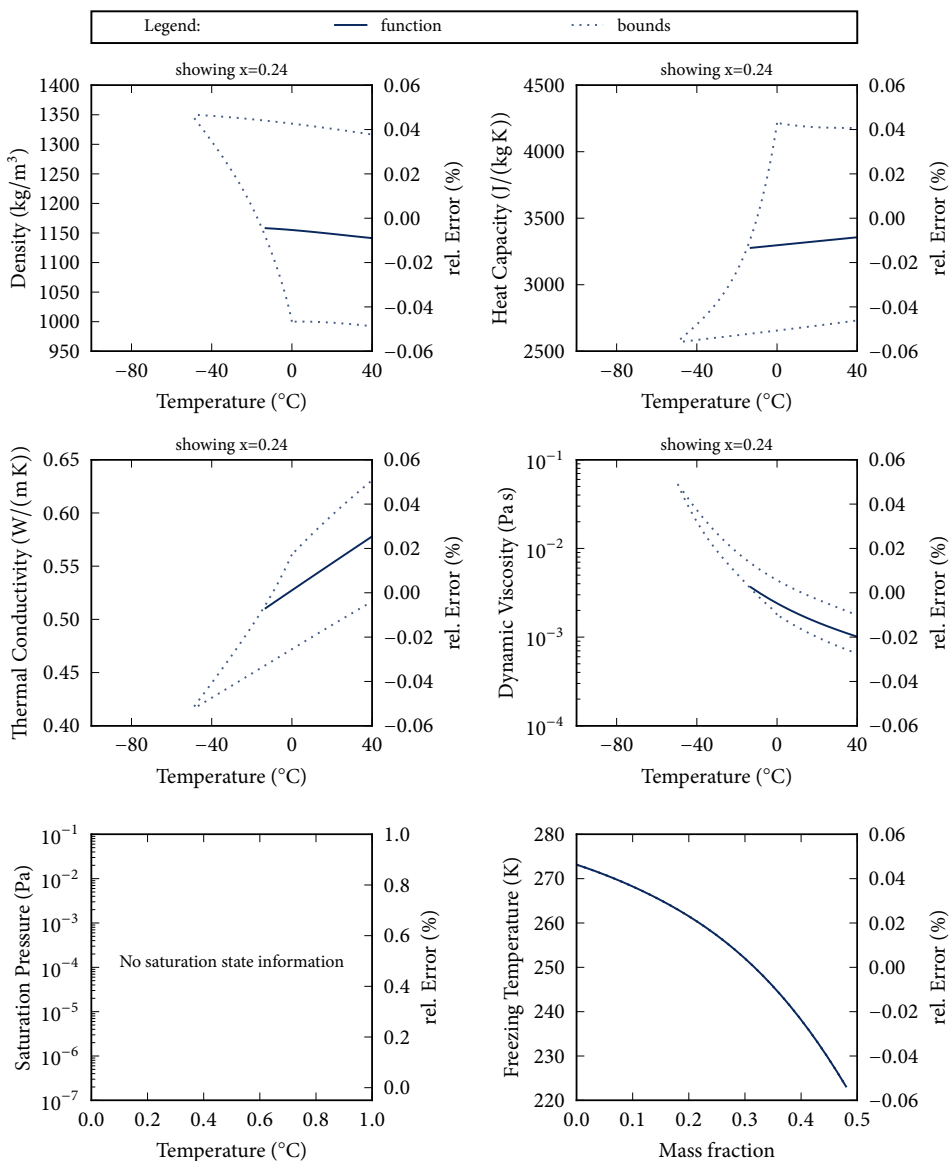 Legend: function bounds
showing x=0.24
1400
1350
1300
1250
1200
1150
1100
1050
1000
950
Density (kg/m³)
0.06
0.04
0.02
0.00
−0.02
−0.04
−0.06
rel. Error (%)
−80 −40 0 40
Temperature (°C)
showing x=0.24
4500
4000
3500
3000
2500
Heat Capacity (J/(kg K))
0.06
0.04
0.02
0.00
−0.02
−0.04
−0.06
rel. Error (%)
−80 −40 0 40
Temperature (°C)
showing x=0.24
0.65
0.60
0.55
0.50
0.45
0.40
Thermal Conductivity (W/(m K))
0.06
0.04
0.02
0.00
−0.02
−0.04
−0.06
rel. Error (%)
−80 −40 0 40
Temperature (°C)
showing x=0.24
10⁻¹
10⁻²
10⁻³
10⁻⁴
Dynamic Viscosity (Pa s)
0.06
0.04
0.02
0.00
−0.02
−0.04
−0.06
rel. Error (%)
−80 −40 0 40
Temperature (°C)
10⁻¹
10⁻²
10⁻³
10⁻⁴
10⁻⁵
10⁻⁶
10⁻⁷
Saturation Pressure (Pa)
No saturation state information
1.0
0.8
0.6
0.4
0.2
0.0
rel. Error (%)
0.0 0.2 0.4 0.6 0.8 1.0
Temperature (°C)
280
270
260
250
240
230
220
Freezing Temperature (K)
0.06
0.04
0.02
0.00
−0.02
−0.04
−0.06
rel. Error (%)
0.0 0.1 0.2 0.3 0.4 0.5
Mass fraction